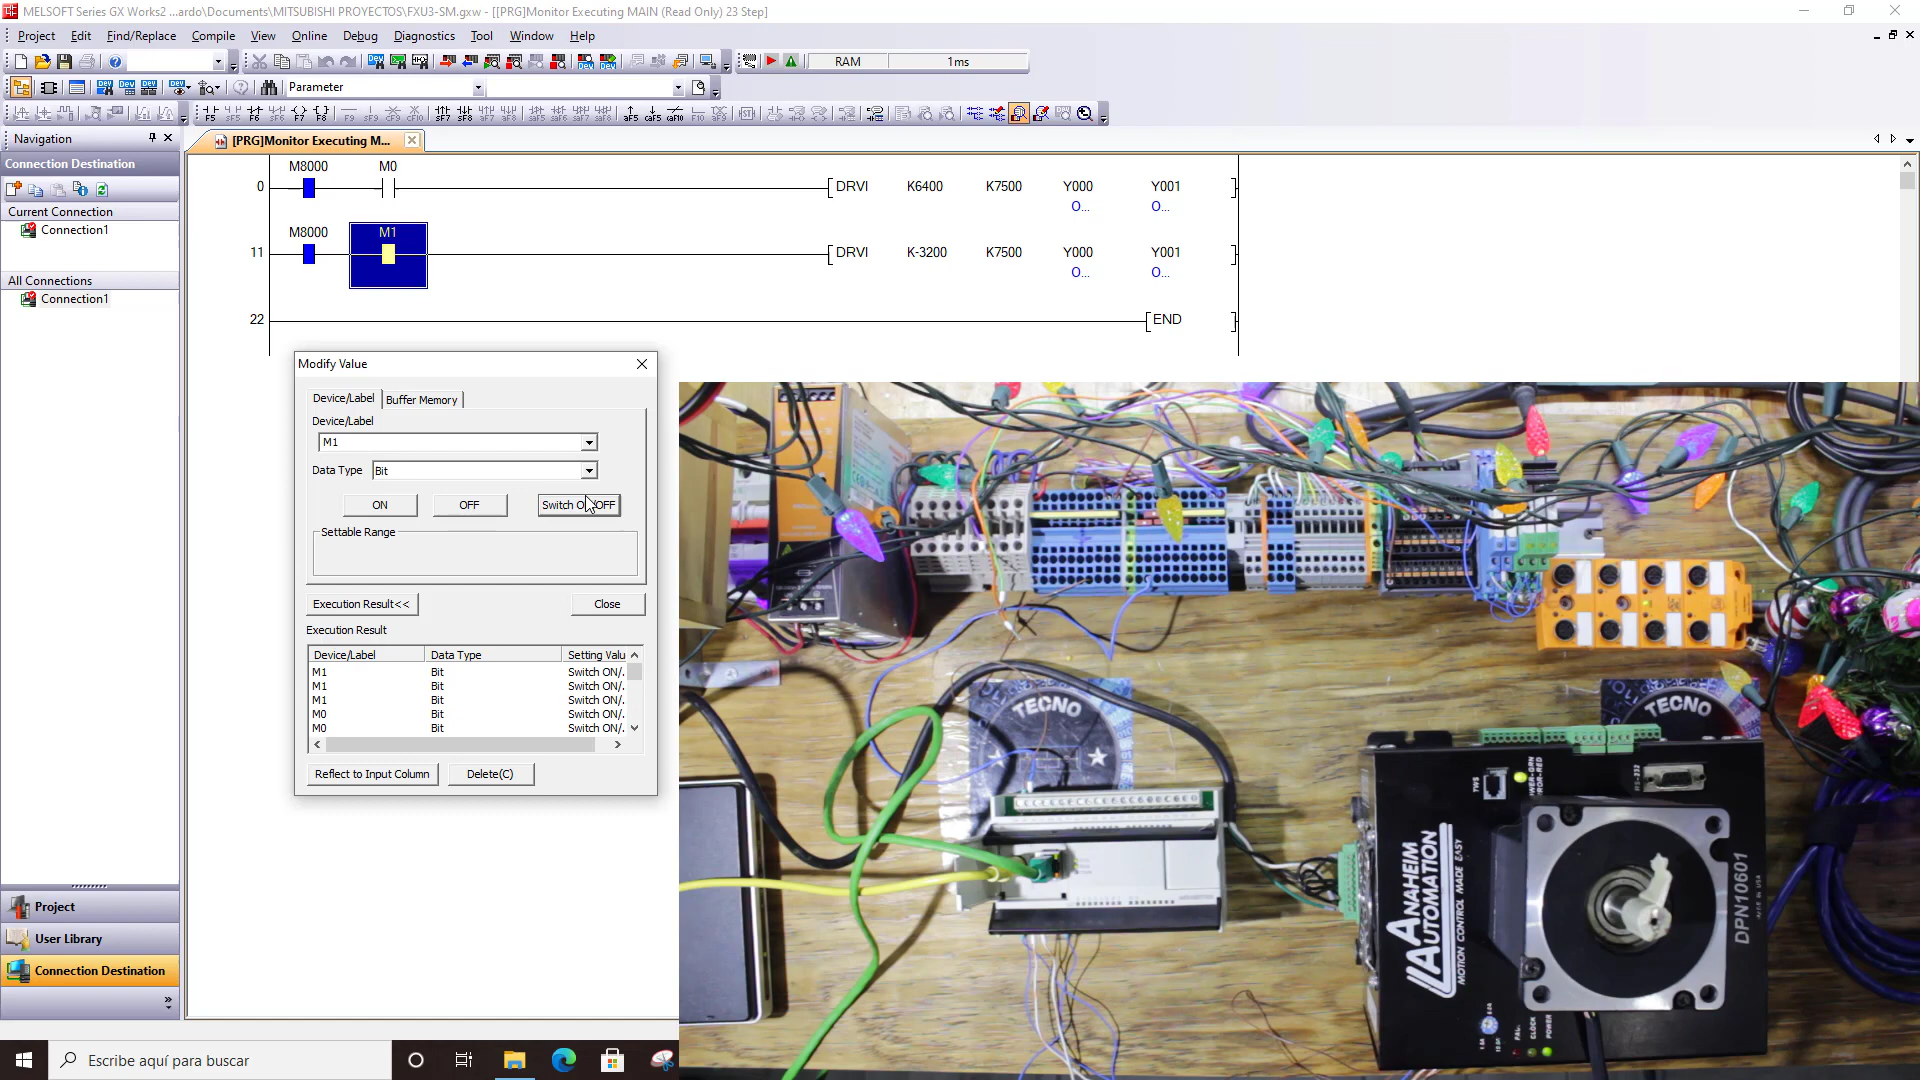 MELSOFT Series GX Works2 ...ardo\Documents\MITSUBISHI PROYECTOS\FXU3-SM.gxw - [[PRG]Monitor Executing MAIN (Read Only) 23 Step]
Project Edit Find/Replace Compile View Online Debug Diagnostics Tool Window Help
RAM 1ms
Parameter
Navigation
[PRG]Monitor Executing M...
Connection Destination
Current Connection
Connection1
All Connections
Connection1
M8000 M0
0 DRVI K6400 K7500 Y000 Y001
O... O...
M8000 M1
11 DRVI K-3200 K7500 Y000 Y001
O... O...
22 END
Modify Value
Device/Label Buffer Memory
Device/Label
M1
Data Type Bit
ON OFF Switch ON/OFF
Settable Range
Execution Result<< Close
Execution Result
Device/Label Data Type Setting Valu
M1 Bit Switch ON/.
M1 Bit Switch ON/.
M1 Bit Switch ON/.
M0 Bit Switch ON/.
M0 Bit Switch ON/.
Reflect to Input Column Delete(C)
Project
User Library
Connection Destination
Escribe aquí para buscar
TECNO
TECNO
ANAHEIM
AUTOMATION
MOTION CONTROL MADE EASY
DPN10601
CLOCK
POWER